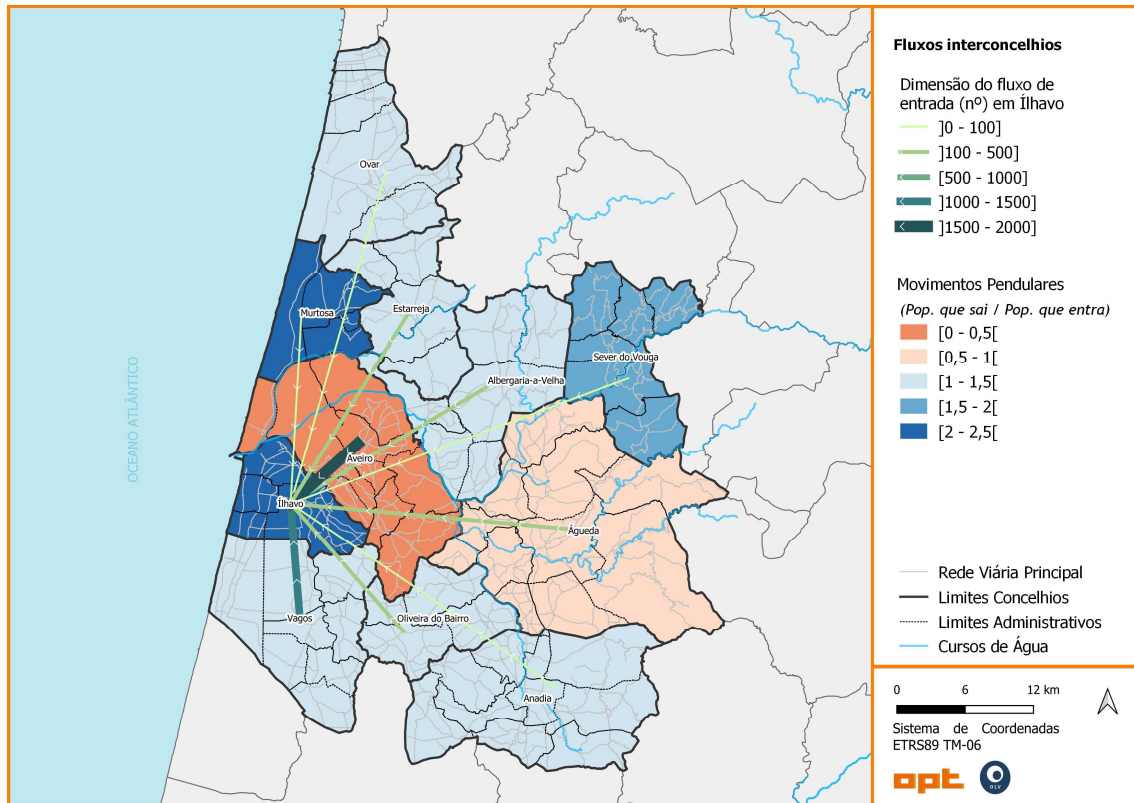 Fluxos interconcelhios
Dimensão do fluxo de
entrada (nº) em Ílhavo
]0 - 100]
]100 - 500]
[500 - 1000]
]1000 - 1500]
]1500 - 2000]
Movimentos Pendulares
(Pop. que sai / Pop. que entra)
[0 - 0,5[
[0,5 - 1[
[1 - 1,5[
[1,5 - 2[
[2 - 2,5[
Rede Viária Principal
Limites Concelhios
Limites Administrativos
Cursos de Água
0 6 12 km
Sistema de Coordenadas
ETRS89 TM-06
opt
OLV
OCEANO ATLÂNTICO
Ovar
Murtosa
Estarreja
Sever do Vouga
Albergaria-a-Velha
Aveiro
Ílhavo
Águeda
Vagos
Oliveira do Bairro
Anadia